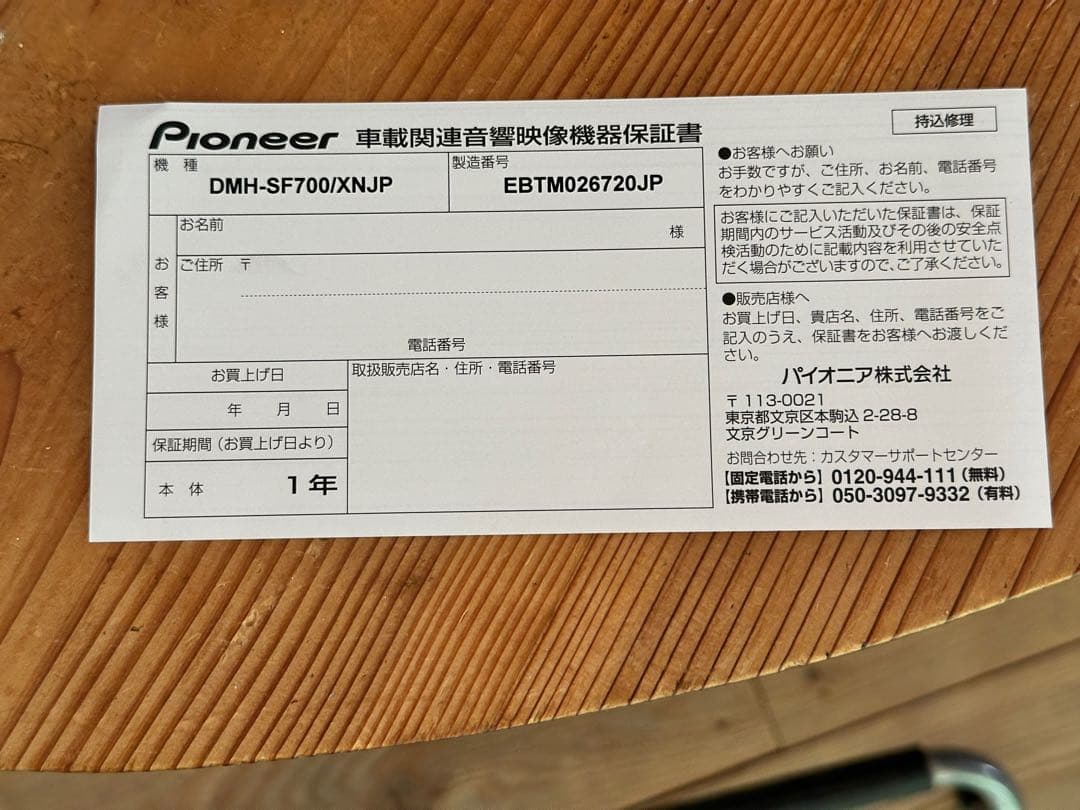 Pioneer 車載関連音響映像機器保証書
持込修理
機 種
DMH-SF700/XNJP
製造番号
EBTM026720JP
お客様
お名前
様
ご住所 〒
電話番号
お買上げ日
年 月 日
保証期間(お買上げ日より)
本 体 1年
取扱販売店名・住所・電話番号
●お客様へお願い
お手数ですが、ご住所、お名前、電話番号
をわかりやすくご記入ください。
お客様にご記入いただいた保証書は、保証
期間内のサービス活動及びその後の安全点
検活動のために記載内容を利用させていた
だく場合がございますので、ご了承ください。
●販売店様へ
お買上げ日、貴店名、住所、電話番号をご
記入のうえ、保証書をお客様へお渡しくだ
さい。
パイオニア株式会社
〒113-0021
東京都文京区本駒込 2-28-8
文京グリーンコート
お問合わせ先:カスタマーサポートセンター
【固定電話から】0120-944-111(無料)
【携帯電話から】050-3097-9332(有料)